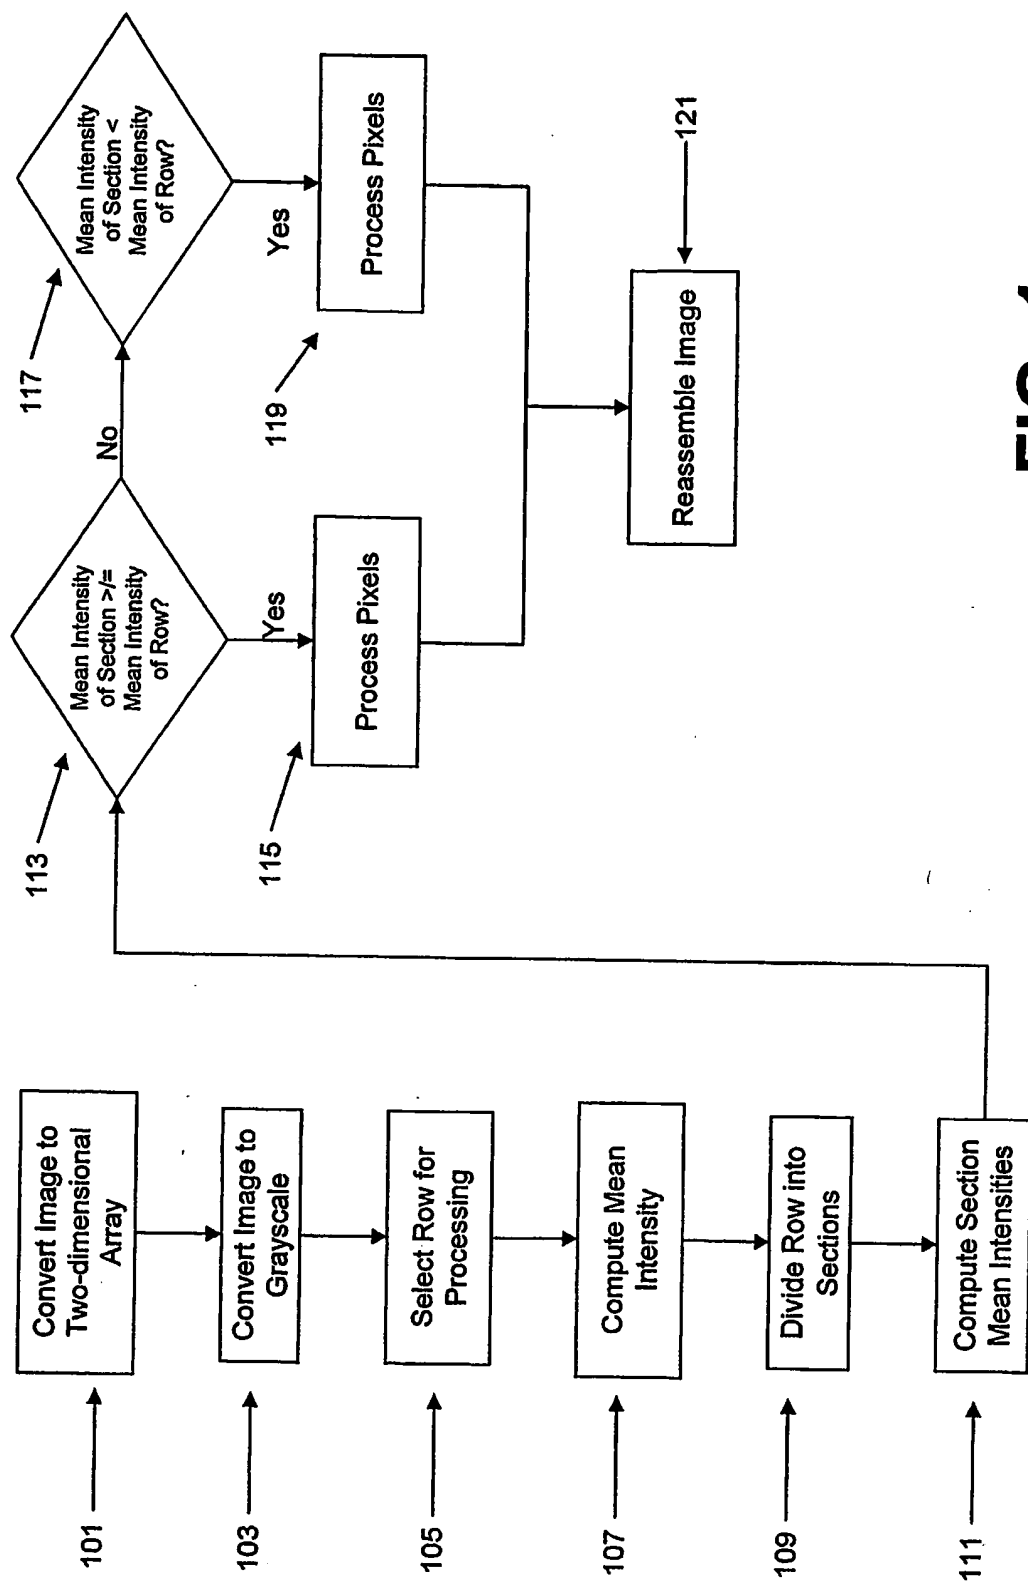 101
Convert Image to
Two-dimensional
Array
103
Convert Image to
Grayscale
105
Select Row for
Processing
107
Compute Mean
Intensity
109
Divide Row into
Sections
111
Compute Section
Mean Intensities
113
Mean Intensity
of Section >/=
Mean Intensity
of Row?
Yes
No
115
Process Pixels
117
Mean Intensity
of Section <
Mean Intensity
of Row?
Yes
119
Process Pixels
Reassemble Image
121